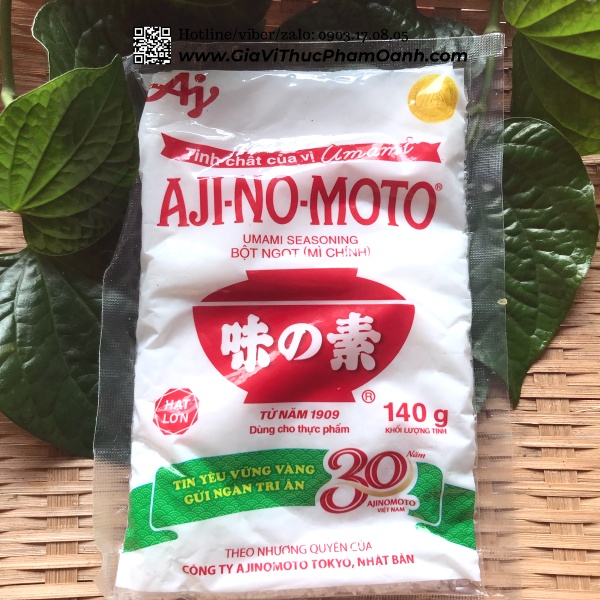 Hotline/viber/zalo: 0903.17.08.05
www.GiaViThucPhamOanh.com
Aj
Tinh chất của vị Umami
AJI-NO-MOTO®
UMAMI SEASONING
BỘT NGỌT (MÌ CHÍNH)
味の素
®
HẠT
LỚN
TỪ NĂM 1909
Dùng cho thực phẩm
140 g
KHỐI LƯỢNG TỊNH
TIN YÊU VỮNG VÀNG
GỬI NGÀN TRI ÂN
30 Năm
AJINOMOTO
VIỆT NAM
THEO NHƯỢNG QUYỀN CỦA
CÔNG TY AJINOMOTO TOKYO, NHẬT BẢN